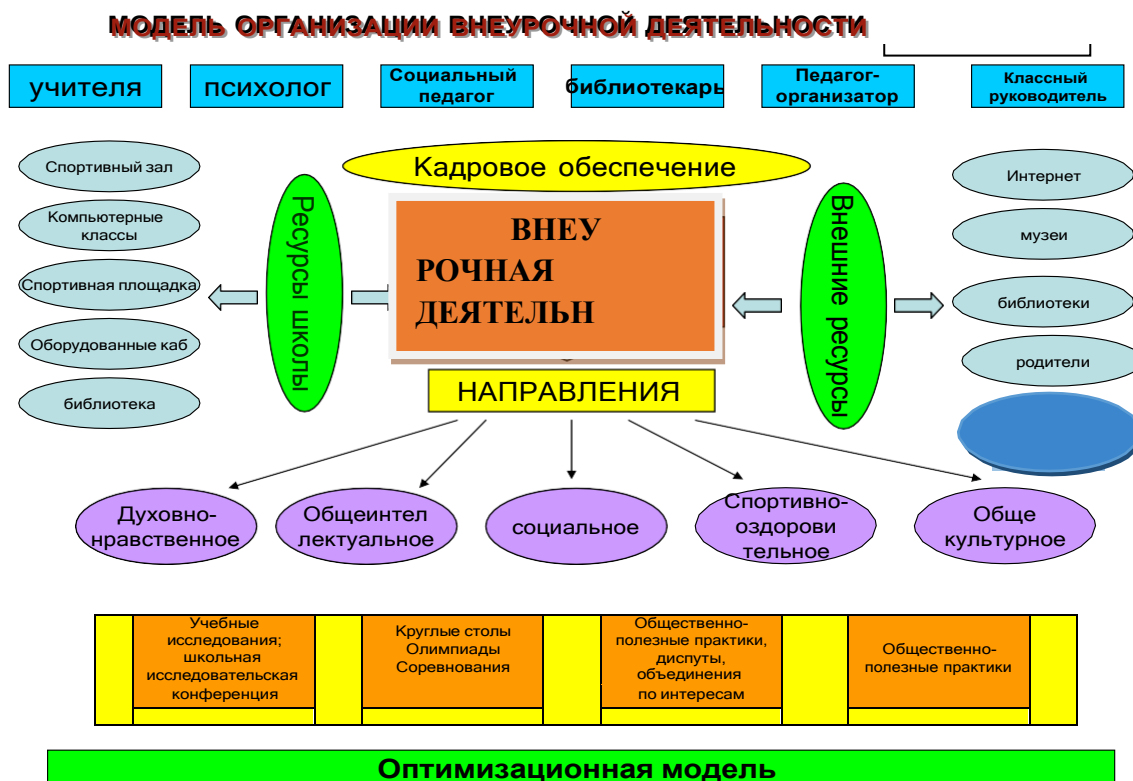 МОДЕЛЬ ОРГАНИЗАЦИИ ВНЕУРОЧНОЙ ДЕЯТЕЛЬНОСТИ
учителя
психолог
Социальный
педагог
библиотекарь
Педагог-
организатор
Классный
руководитель
Кадровое обеспечение
Спортивный зал
Компьютерные
классы
Спортивная площадка
Оборудованные каб
библиотека
Ресурсы школы
ВНЕУ
РОЧНАЯ
ДЕЯТЕЛЬН
Внешние ресурсы
Интернет
музеи
библиотеки
родители
НАПРАВЛЕНИЯ
Духовно-
нравственное
Общеинтел
лектуальное
социальное
Спортивно-
оздорови
тельное
Обще
культурное
Учебные
исследования;
школьная
исследовательская
конференция
Круглые столы
Олимпиады
Соревнования
Общественно-
полезные практики,
диспуты,
объединения
по интересам
Общественно-
полезные практики
Оптимизационная модель